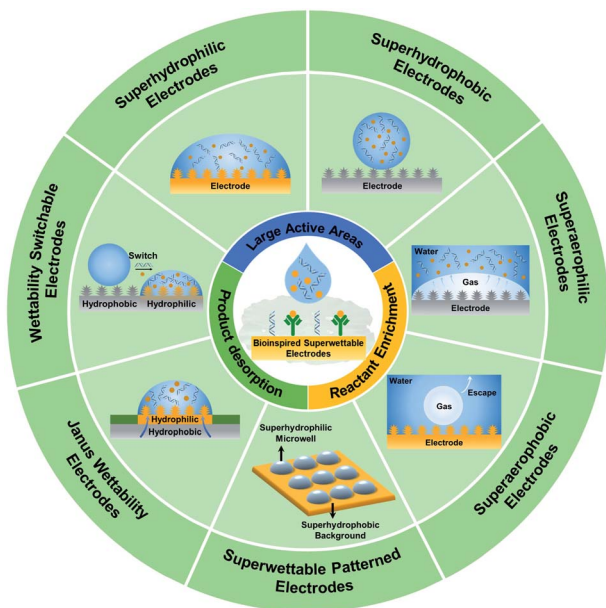 Superhydrophilic
Electrodes
Superhydrophobic
Electrodes
Superaerophilic
Electrodes
Superaerophobic
Electrodes
Superwettable Patterned
Electrodes
Janus Wettability
Electrodes
Wettability Switchable
Electrodes
Electrode
Electrode
Water
Gas
Electrode
Water
Escape
Gas
Electrode
Superhydrophilic
Microwell
Superhydrophobic
Background
Hydrophilic
Hydrophobic
Switch
Hydrophobic
Hydrophilic
Large Active Areas
Reactant Enrichment
Product desorption
Bioinspired Superwettable
Electrodes